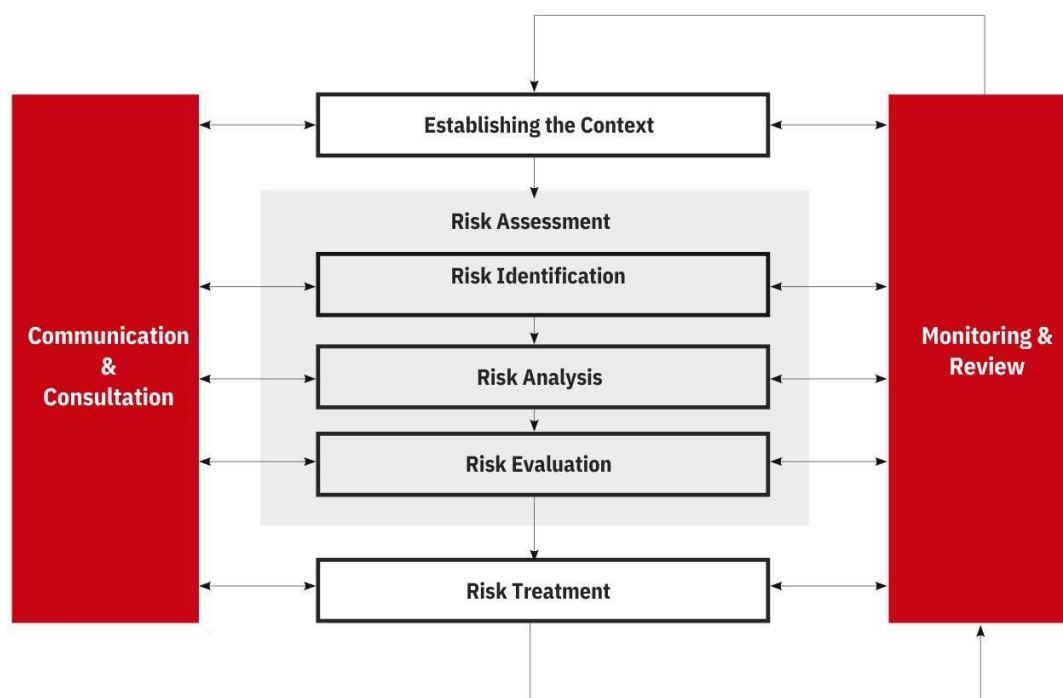 Establishing the Context
Risk Assessment
Risk Identification
Communication
&
Consultation
Monitoring &
Review
Risk Analysis
Risk Evaluation
Risk Treatment